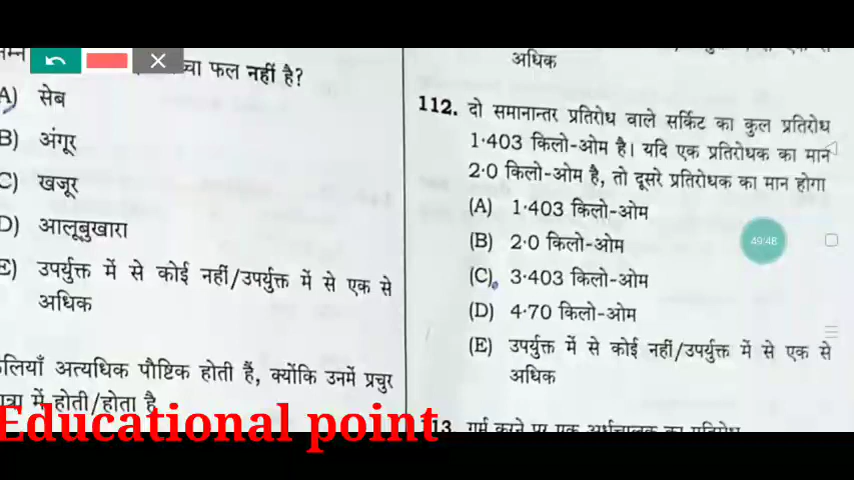 च्चा फल नहीं है?
A) सेब
B) अंगूर
C) खजूर
D) आलूबुखारा
E) उपर्युक्त में से कोई नहीं/उपर्युक्त में से एक से
अधिक
अत्यधिक पौष्टिक होती हैं, क्योंकि उनमें प्रचुर
में होती/होता है
अधिक
112. दो समानान्तर प्रतिरोध वाले सर्किट का कुल प्रतिरोध
1·403 किलो-ओम है। यदि एक प्रतिरोधक का मान
2·0 किलो-ओम है, तो दूसरे प्रतिरोधक का मान होगा
(A) 1·403 किलो-ओम
(B) 2·0 किलो-ओम
(C) 3·403 किलो-ओम
(D) 4·70 किलो-ओम
(E) उपर्युक्त में से कोई नहीं/उपर्युक्त में से एक से
अधिक
49:48
Educational point